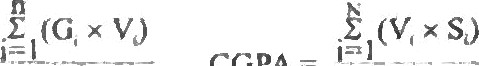 n
Σ (Gᵢ × Vᵢ)
i=1
N
Σ (Vᵢ × Sᵢ)
i=1
CGPA =